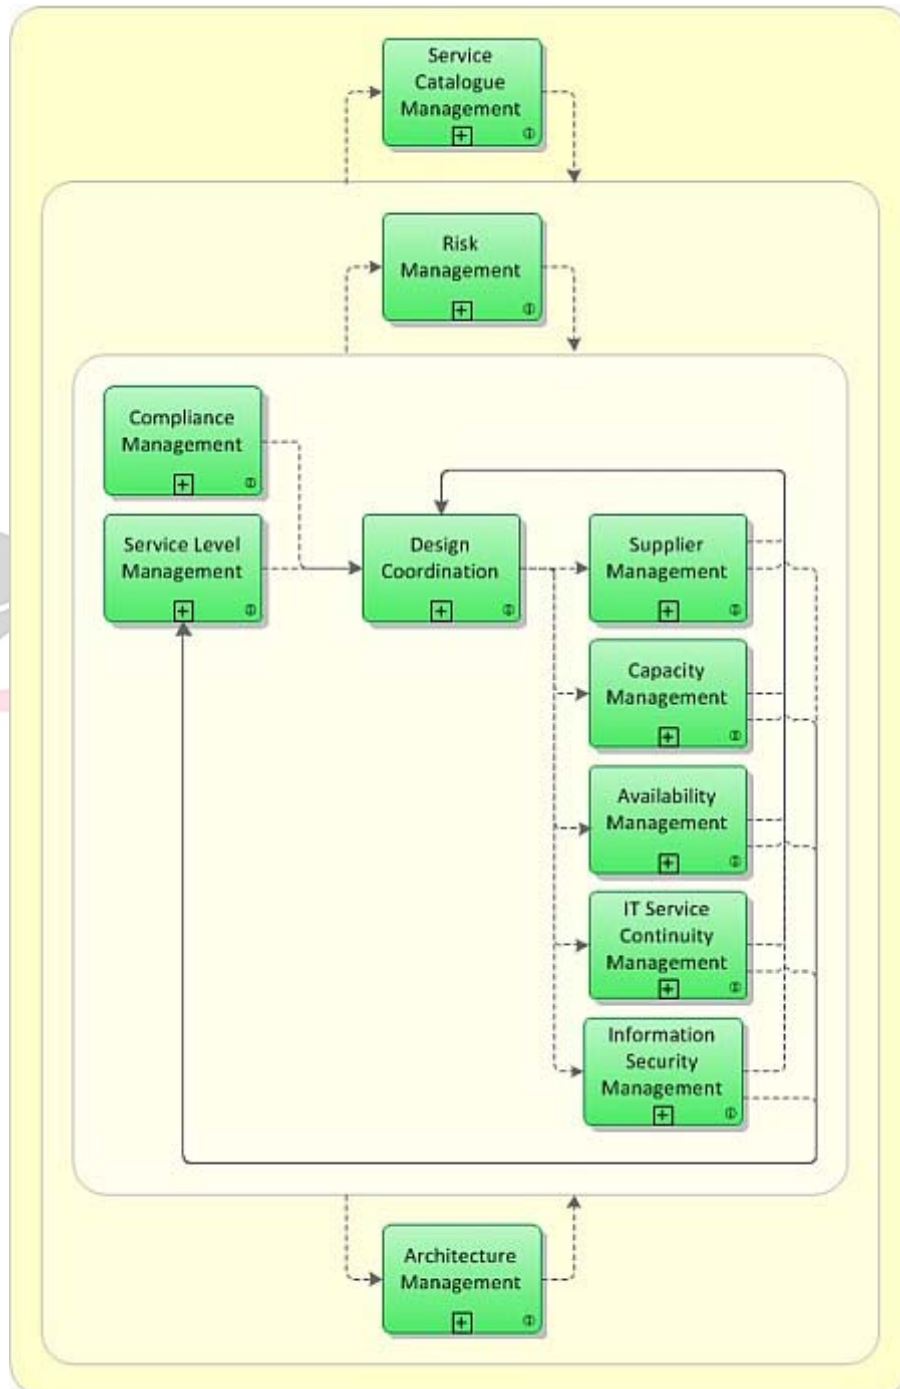 Service
Catalogue
Management
Risk
Management
Compliance
Management
Service Level
Management
Design
Coordination
Supplier
Management
Capacity
Management
Availability
Management
IT Service
Continuity
Management
Information
Security
Management
Architecture
Management